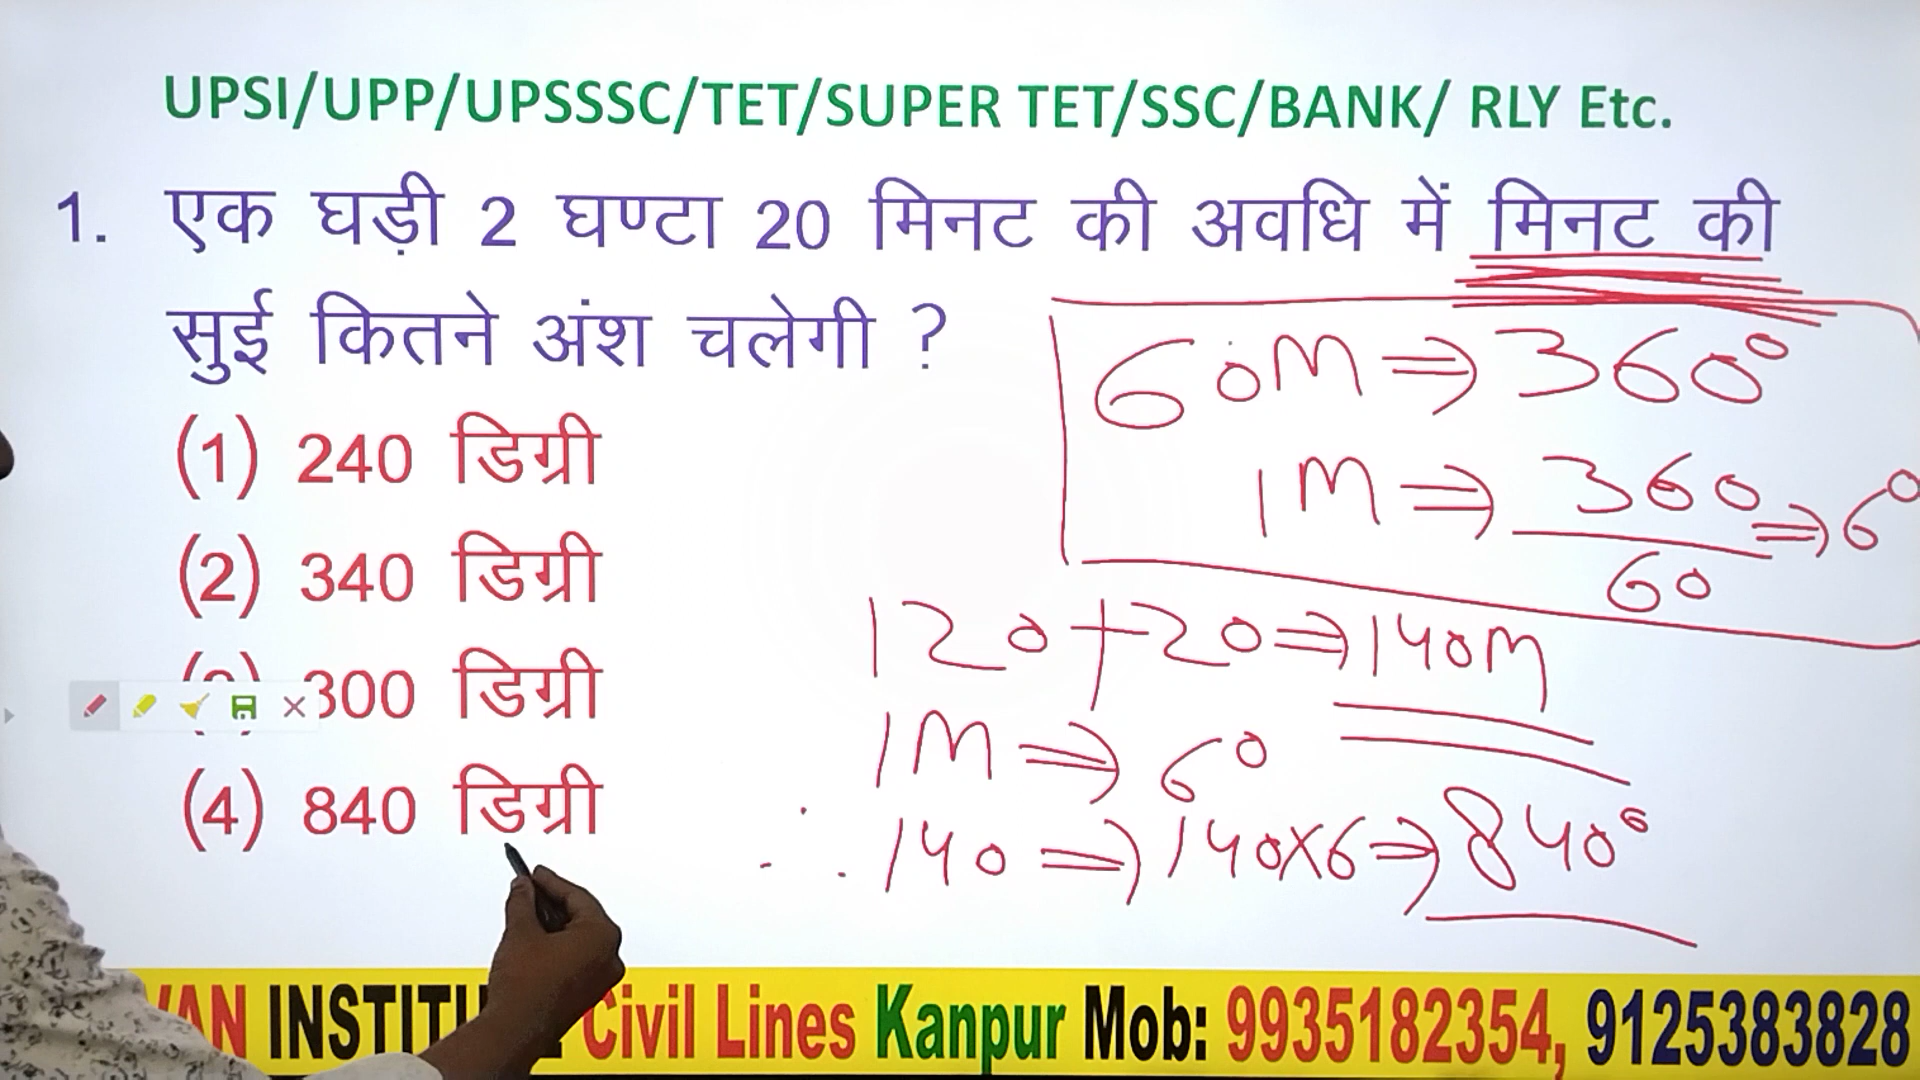 UPSI/UPP/UPSSSC/TET/SUPER TET/SSC/BANK/ RLY Etc.
1. एक घड़ी 2 घण्टा 20 मिनट की अवधि में मिनट की
सुई कितने अंश चलेगी ?
(1) 240 डिग्री
(2) 340 डिग्री
300 डिग्री
(4) 840 डिग्री
60M ⇒ 360°
1M ⇒ 360/60 ⇒ 6°
120+20 ⇒ 140M
1M ⇒ 6°
∴ 140 ⇒ 140×6 ⇒ 840°
Civil Lines Kanpur Mob: 9935182354, 9125383828